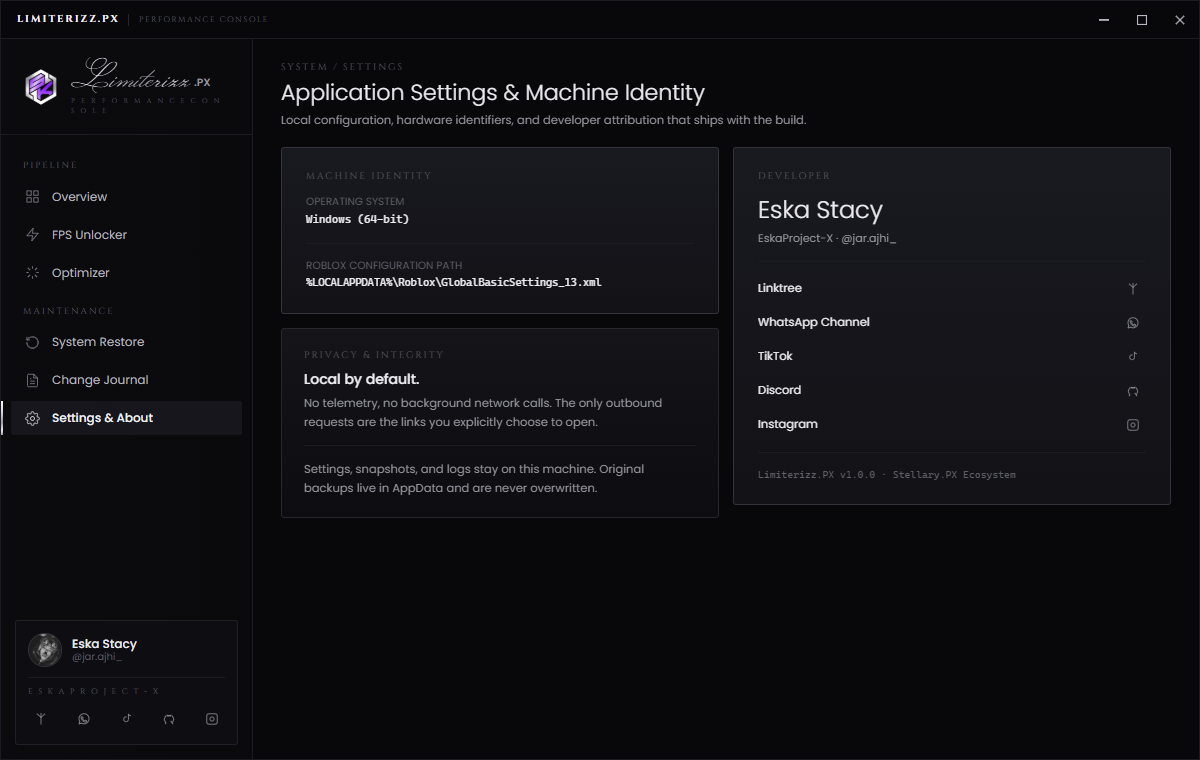 LIMITERIZZ.PX | PERFORMANCE CONSOLE
Limiterizz .PX
PERFORMANCECON
SOLE
PIPELINE
Overview
FPS Unlocker
Optimizer
MAINTENANCE
System Restore
Change Journal
Settings & About
Eska Stacy
@jar.ajhi_
ESKAPROJECT-X
SYSTEM / SETTINGS
Application Settings & Machine Identity
Local configuration, hardware identifiers, and developer attribution that ships with the build.
MACHINE IDENTITY
OPERATING SYSTEM
Windows (64-bit)
ROBLOX CONFIGURATION PATH
%LOCALAPPDATA%\Roblox\GlobalBasicSettings_13.xml
PRIVACY & INTEGRITY
Local by default.
No telemetry, no background network calls. The only outbound
requests are the links you explicitly choose to open.
Settings, snapshots, and logs stay on this machine. Original
backups live in AppData and are never overwritten.
DEVELOPER
Eska Stacy
EskaProject-X · @jar.ajhi_
Linktree
WhatsApp Channel
TikTok
Discord
Instagram
Limiterizz.PX v1.0.0 · Stellary.PX Ecosystem